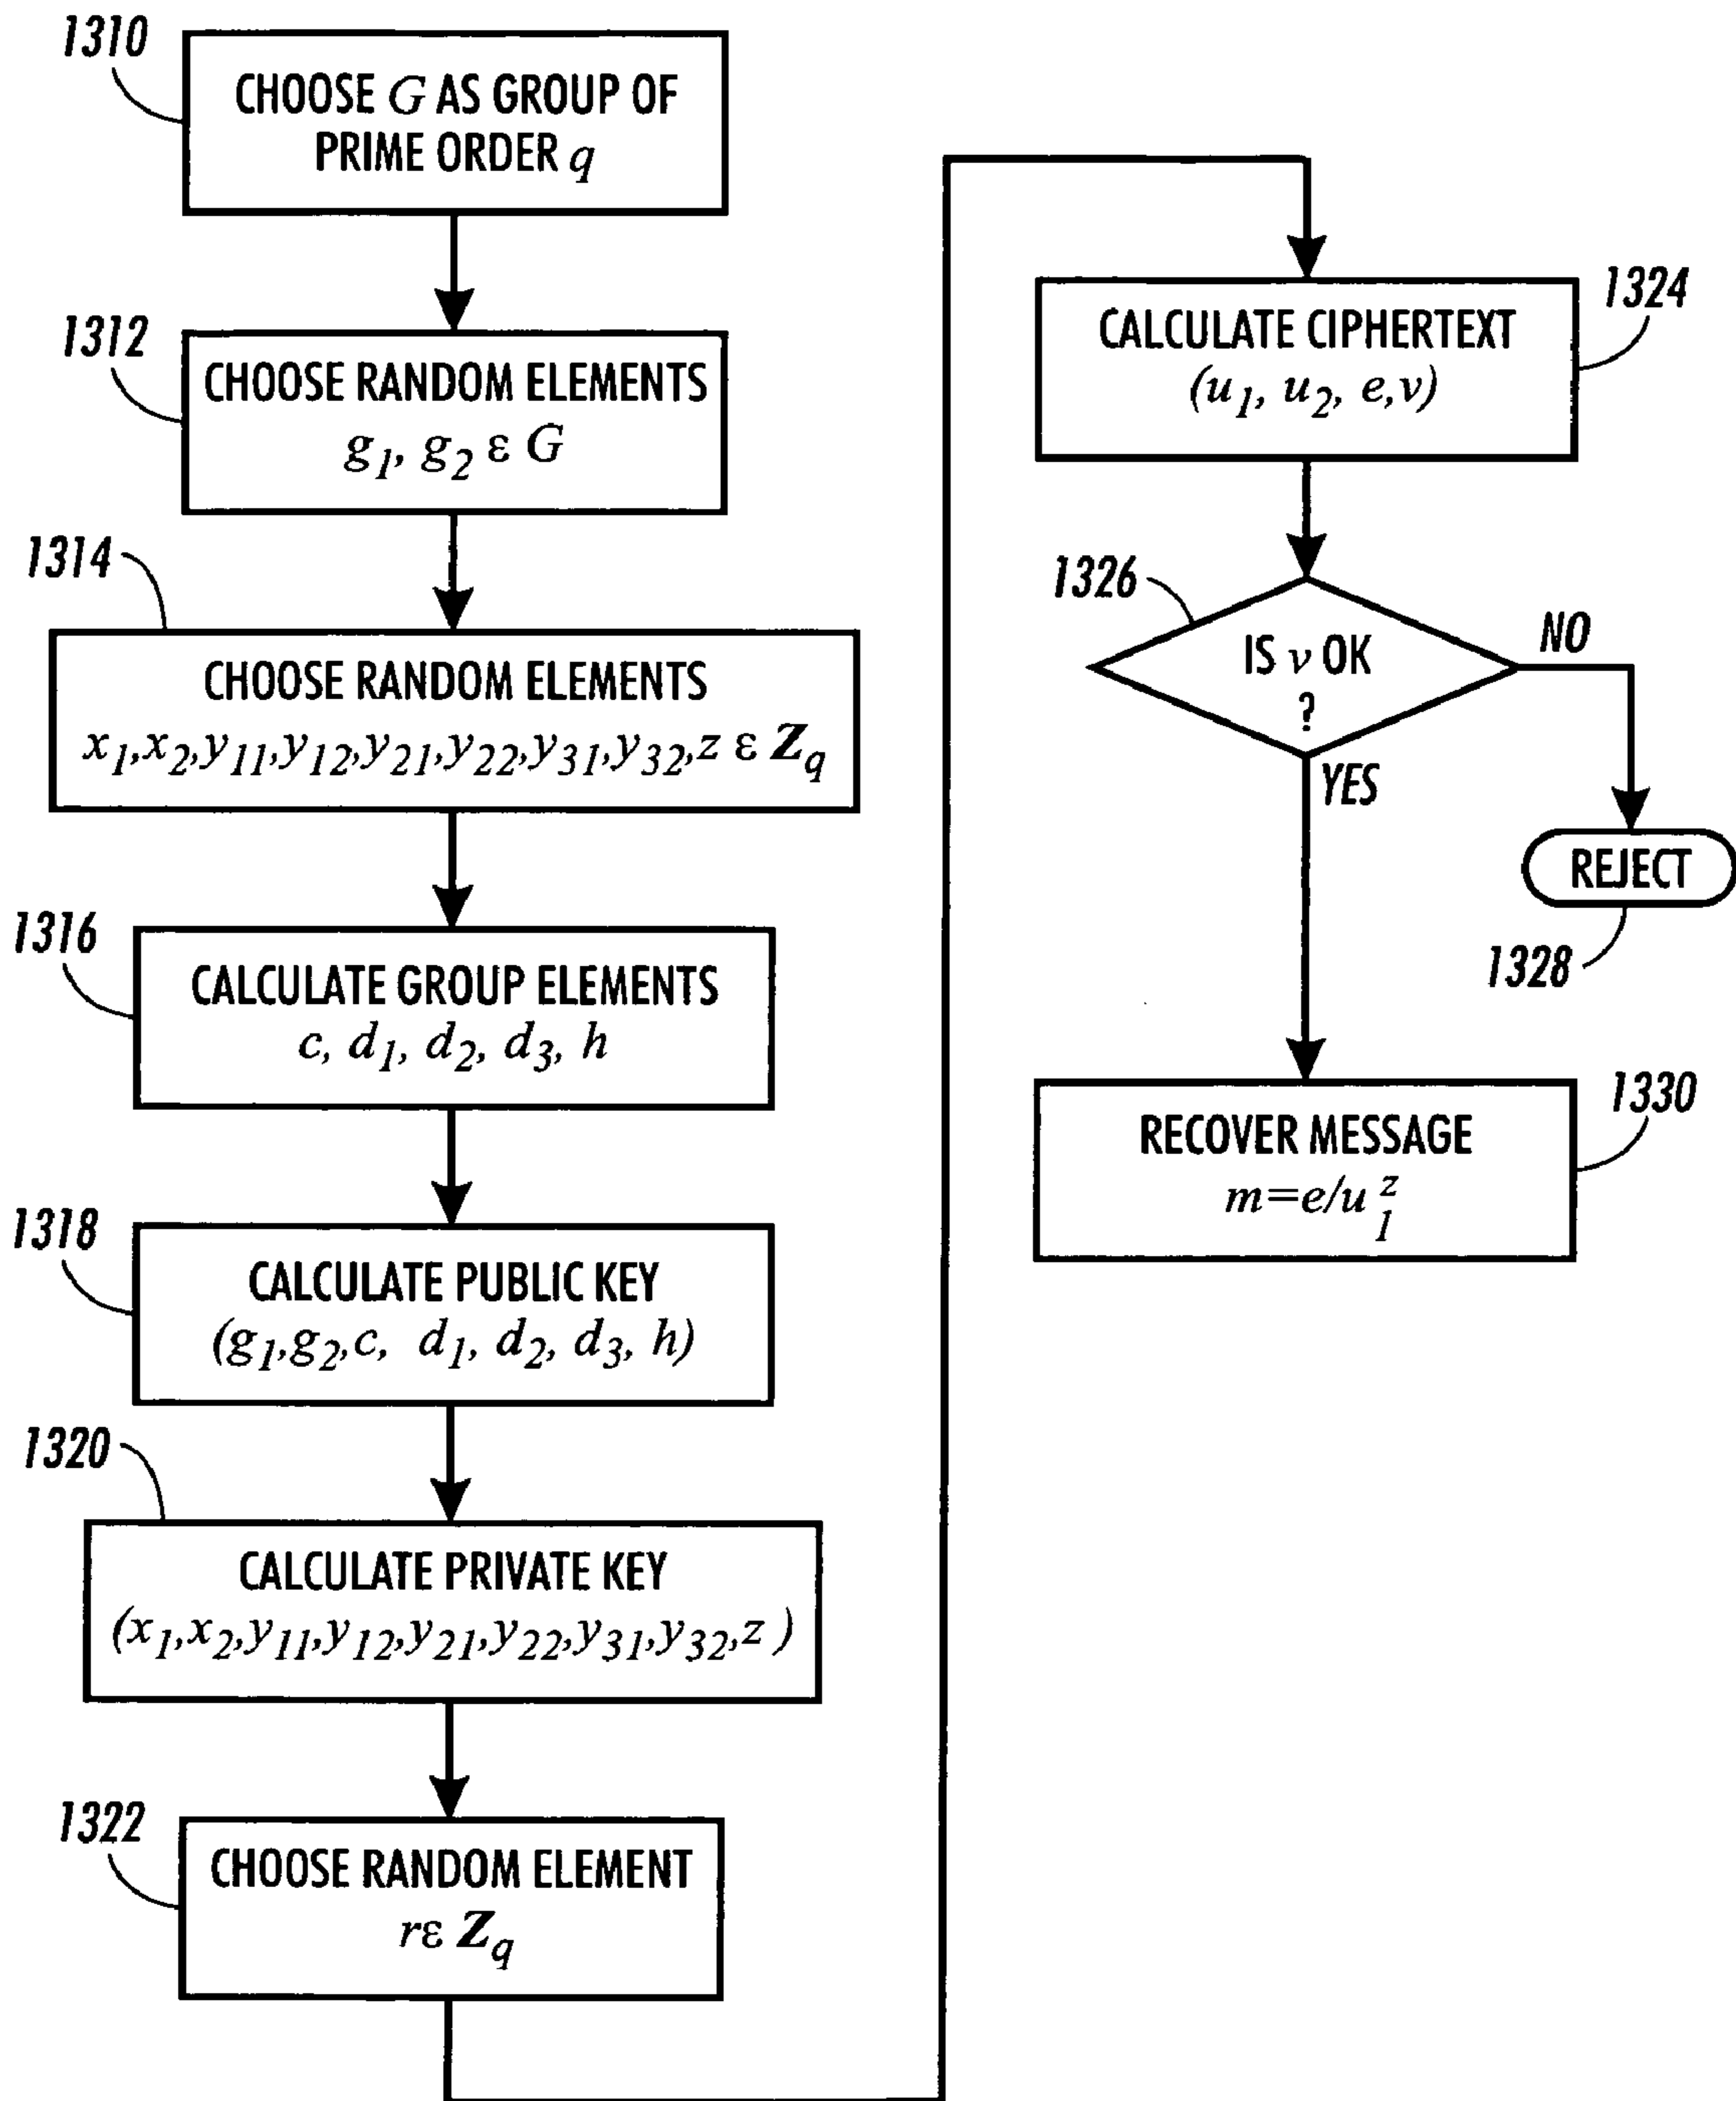 1310
CHOOSE G AS GROUP OF
PRIME ORDER q
1312
CHOOSE RANDOM ELEMENTS
g₁, g₂ ε G
1314
CHOOSE RANDOM ELEMENTS
x₁,x₂,y₁₁,y₁₂,y₂₁,y₂₂,y₃₁,y₃₂,z ε Z_q
1316
CALCULATE GROUP ELEMENTS
c, d₁, d₂, d₃, h
1318
CALCULATE PUBLIC KEY
(g₁,g₂,c, d₁, d₂, d₃, h)
1320
CALCULATE PRIVATE KEY
(x₁,x₂,y₁₁,y₁₂,y₂₁,y₂₂,y₃₁,y₃₂,z )
1322
CHOOSE RANDOM ELEMENT
rε Z_q
1324
CALCULATE CIPHERTEXT
(u₁, u₂, e,v)
1326
IS v OK
?
NO
YES
REJECT
1328
1330
RECOVER MESSAGE
m=e/u₁^z